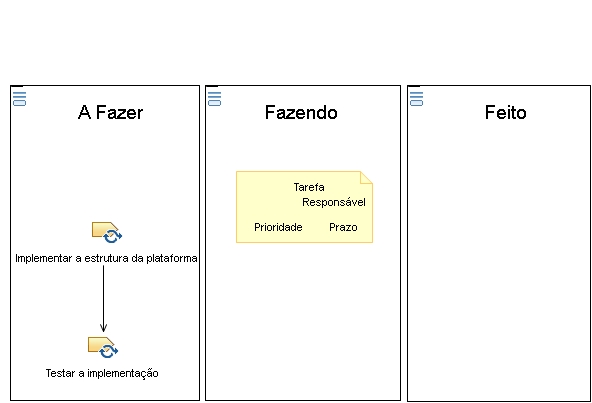 A Fazer
Fazendo
Feito
Tarefa
Responsável
Prioridade
Prazo
Implementar a estrutura da plataforma
Testar a implementação